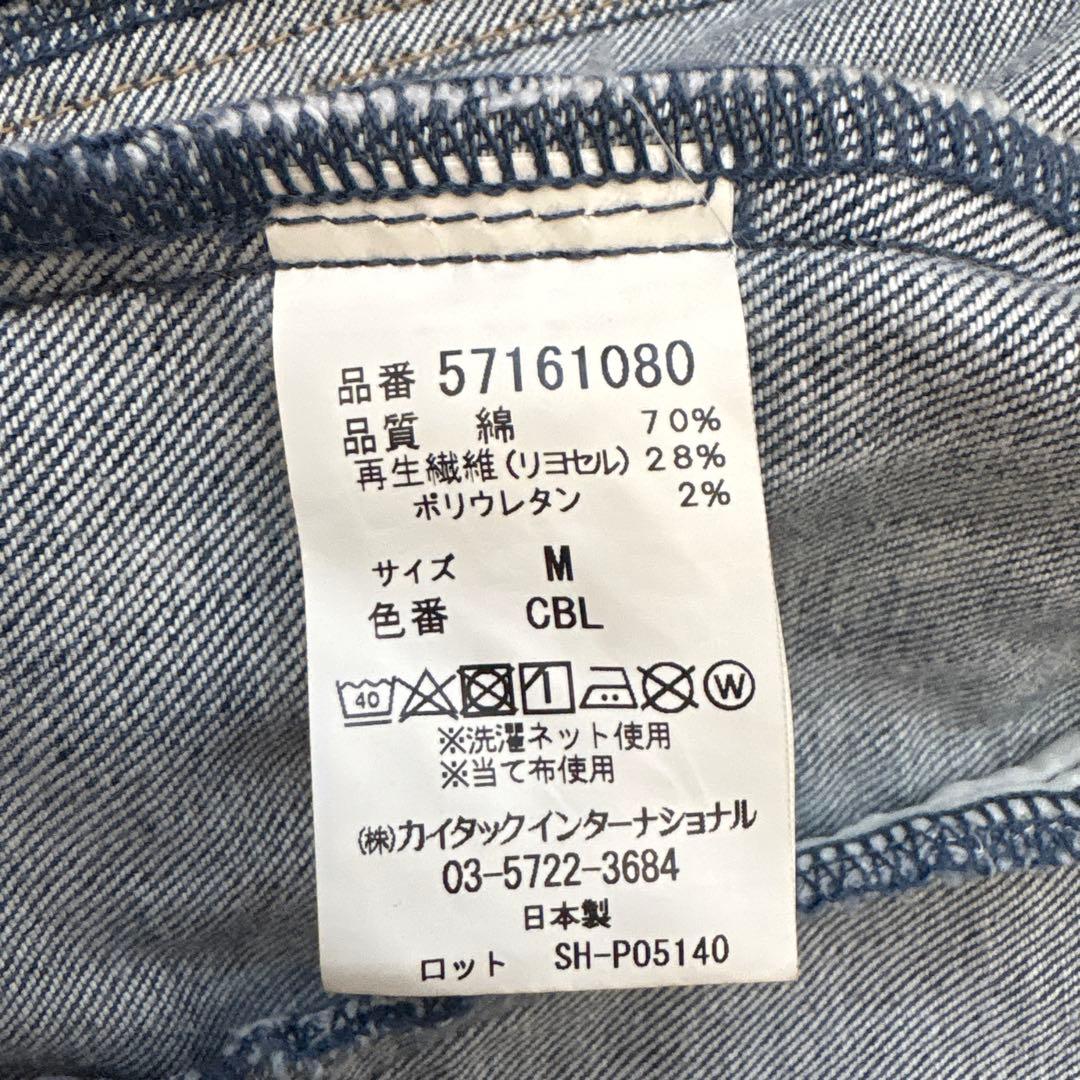 品番 57161080
品質 綿 70%
再生繊維(リヨセル) 28%
ポリウレタン 2%
サイズ M
色番 CBL
40 W
※洗濯ネット使用
※当て布使用
(株)カイタックインターナショナル
03-5722-3684
日本製
ロット SH-P05140